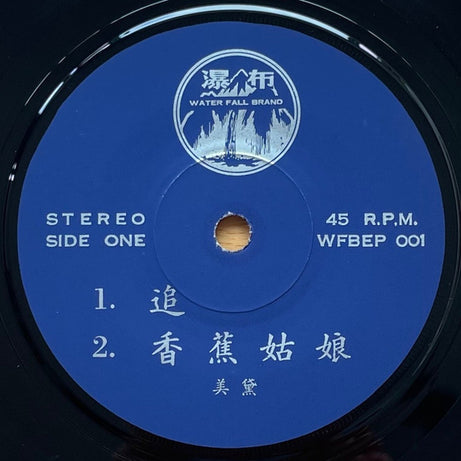 瀑布
WATER FALL BRAND
STEREO 45 R.P.M.
SIDE ONE WFBEP 001
1. 追
2. 香蕉姑娘
美黛